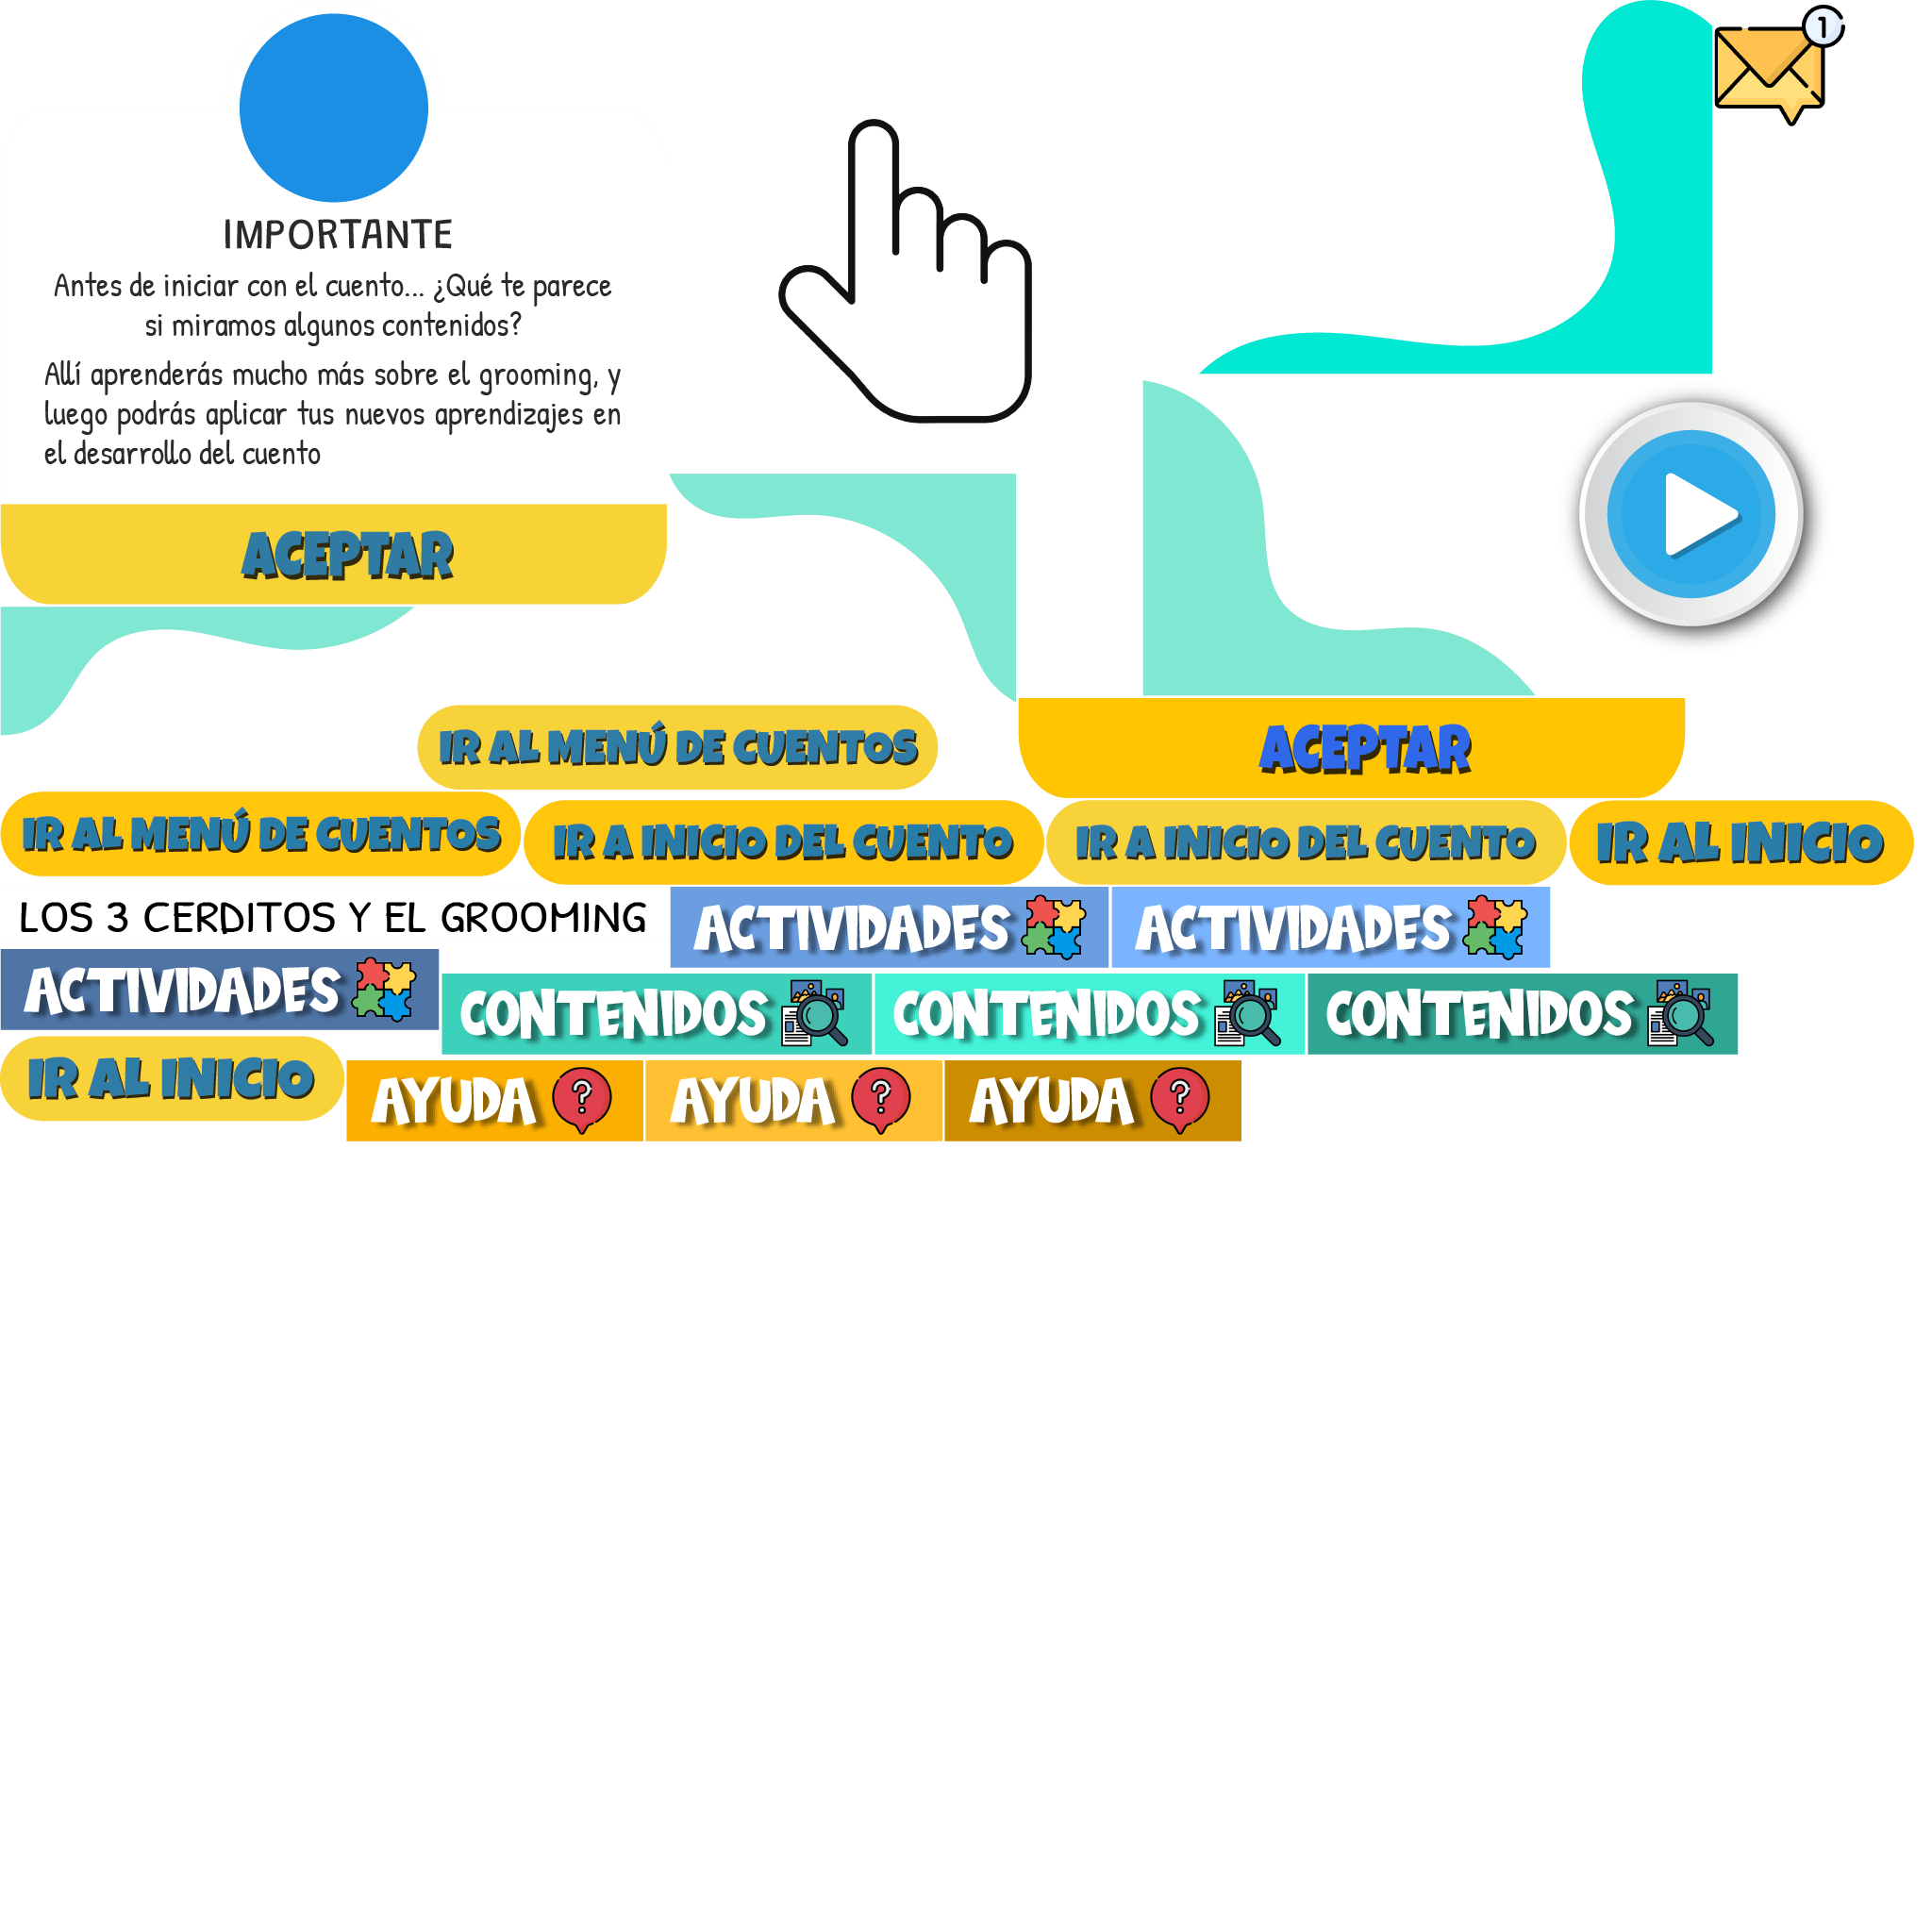 1
IMPORTANTE
Antes de iniciar con el cuento... ¿Qué te parece
si miramos algunos contenidos?
Allí aprenderás mucho más sobre el grooming, y
luego podrás aplicar tus nuevos aprendizajes en
el desarrollo del cuento
ACEPTAR
IR AL MENÚ DE CUENTOS
ACEPTAR
IR AL MENÚ DE CUENTOS
IR A INICIO DEL CUENTO
IR A INICIO DEL CUENTO
IR AL INICIO
LOS 3 CERDITOS Y EL GROOMING
ACTIVIDADES
ACTIVIDADES
ACTIVIDADES
CONTENIDOS
CONTENIDOS
CONTENIDOS
IR AL INICIO
AYUDA ?
AYUDA ?
AYUDA ?